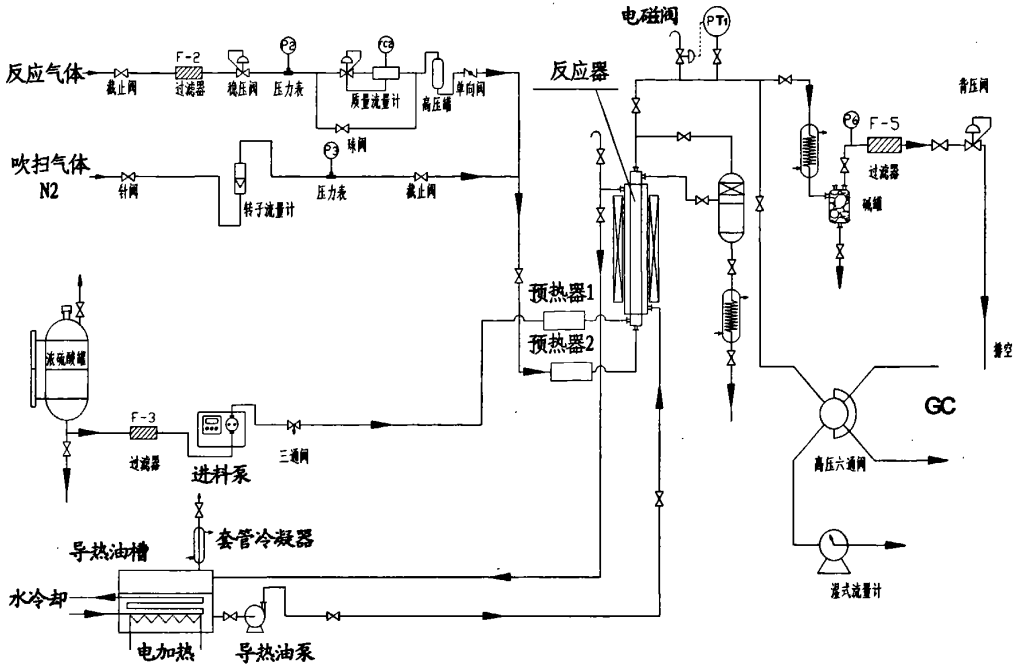 电磁阀
PT1
反应器
反应气体
截止阀
F-2
过滤器
稳压阀
P2
压力表
FC2
质量流量计
球阀
高压罐
单向阀
吹扫气体
N2
针阀
转子流量计
P3
压力表
截止阀
背压阀
P6
F-5
过滤器
碱罐
排空
预热器1
预热器2
浓硫酸罐
F-3
过滤器
进料泵
三通阀
GC
高压六通阀
湿式流量计
套管冷凝器
导热油槽
水冷却
电加热
导热油泵